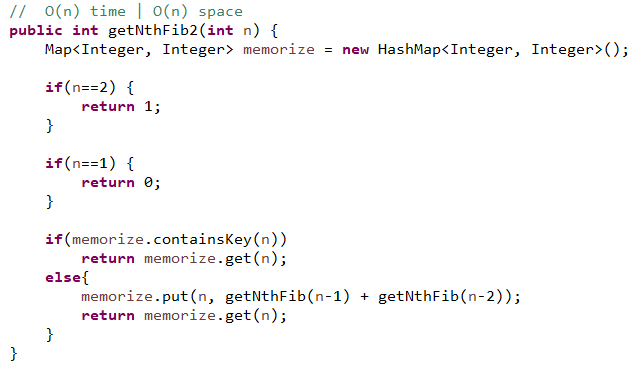 //  O(n) time | O(n) space
public int getNthFib2(int n) {
    Map<Integer, Integer> memorize = new HashMap<Integer, Integer>();

    if(n==2) {
        return 1;
    }

    if(n==1) {
        return 0;
    }

    if(memorize.containsKey(n))
        return memorize.get(n);
    else{
        memorize.put(n, getNthFib(n-1) + getNthFib(n-2));
        return memorize.get(n);
    }
}